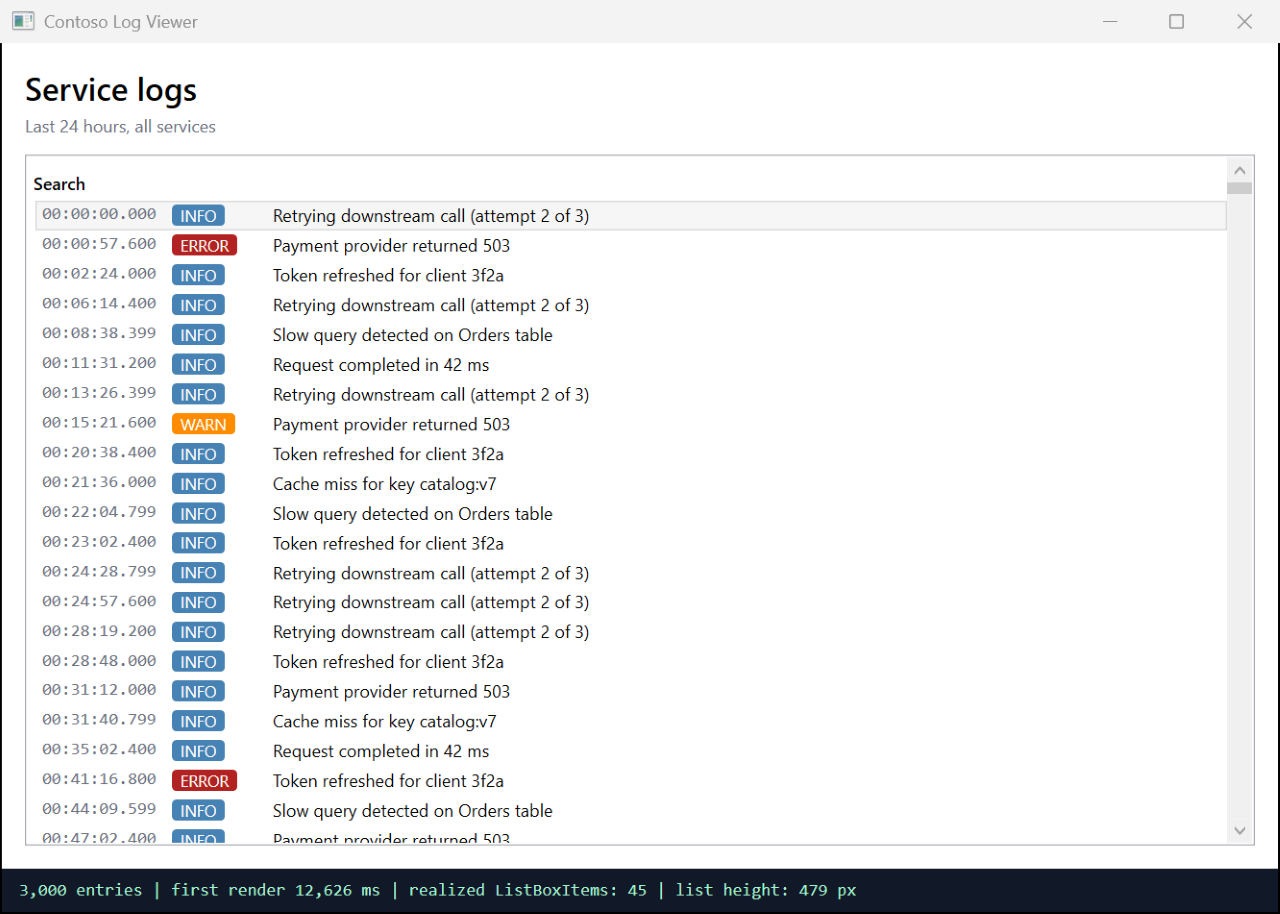 Contoso Log Viewer
Service logs
Last 24 hours, all services
Search
00:00:00.000 INFO Retrying downstream call (attempt 2 of 3)
00:00:57.600 ERROR Payment provider returned 503
00:02:24.000 INFO Token refreshed for client 3f2a
00:06:14.400 INFO Retrying downstream call (attempt 2 of 3)
00:08:38.399 INFO Slow query detected on Orders table
00:11:31.200 INFO Request completed in 42 ms
00:13:26.399 INFO Retrying downstream call (attempt 2 of 3)
00:15:21.600 WARN Payment provider returned 503
00:20:38.400 INFO Token refreshed for client 3f2a
00:21:36.000 INFO Cache miss for key catalog:v7
00:22:04.799 INFO Slow query detected on Orders table
00:23:02.400 INFO Token refreshed for client 3f2a
00:24:28.799 INFO Retrying downstream call (attempt 2 of 3)
00:24:57.600 INFO Retrying downstream call (attempt 2 of 3)
00:28:19.200 INFO Retrying downstream call (attempt 2 of 3)
00:28:48.000 INFO Token refreshed for client 3f2a
00:31:12.000 INFO Payment provider returned 503
00:31:40.799 INFO Cache miss for key catalog:v7
00:35:02.400 INFO Request completed in 42 ms
00:41:16.800 ERROR Token refreshed for client 3f2a
00:44:09.599 INFO Slow query detected on Orders table
00:47:02.400 INFO Payment provider returned 503
3,000 entries | first render 12,626 ms | realized ListBoxItems: 45 | list height: 479 px